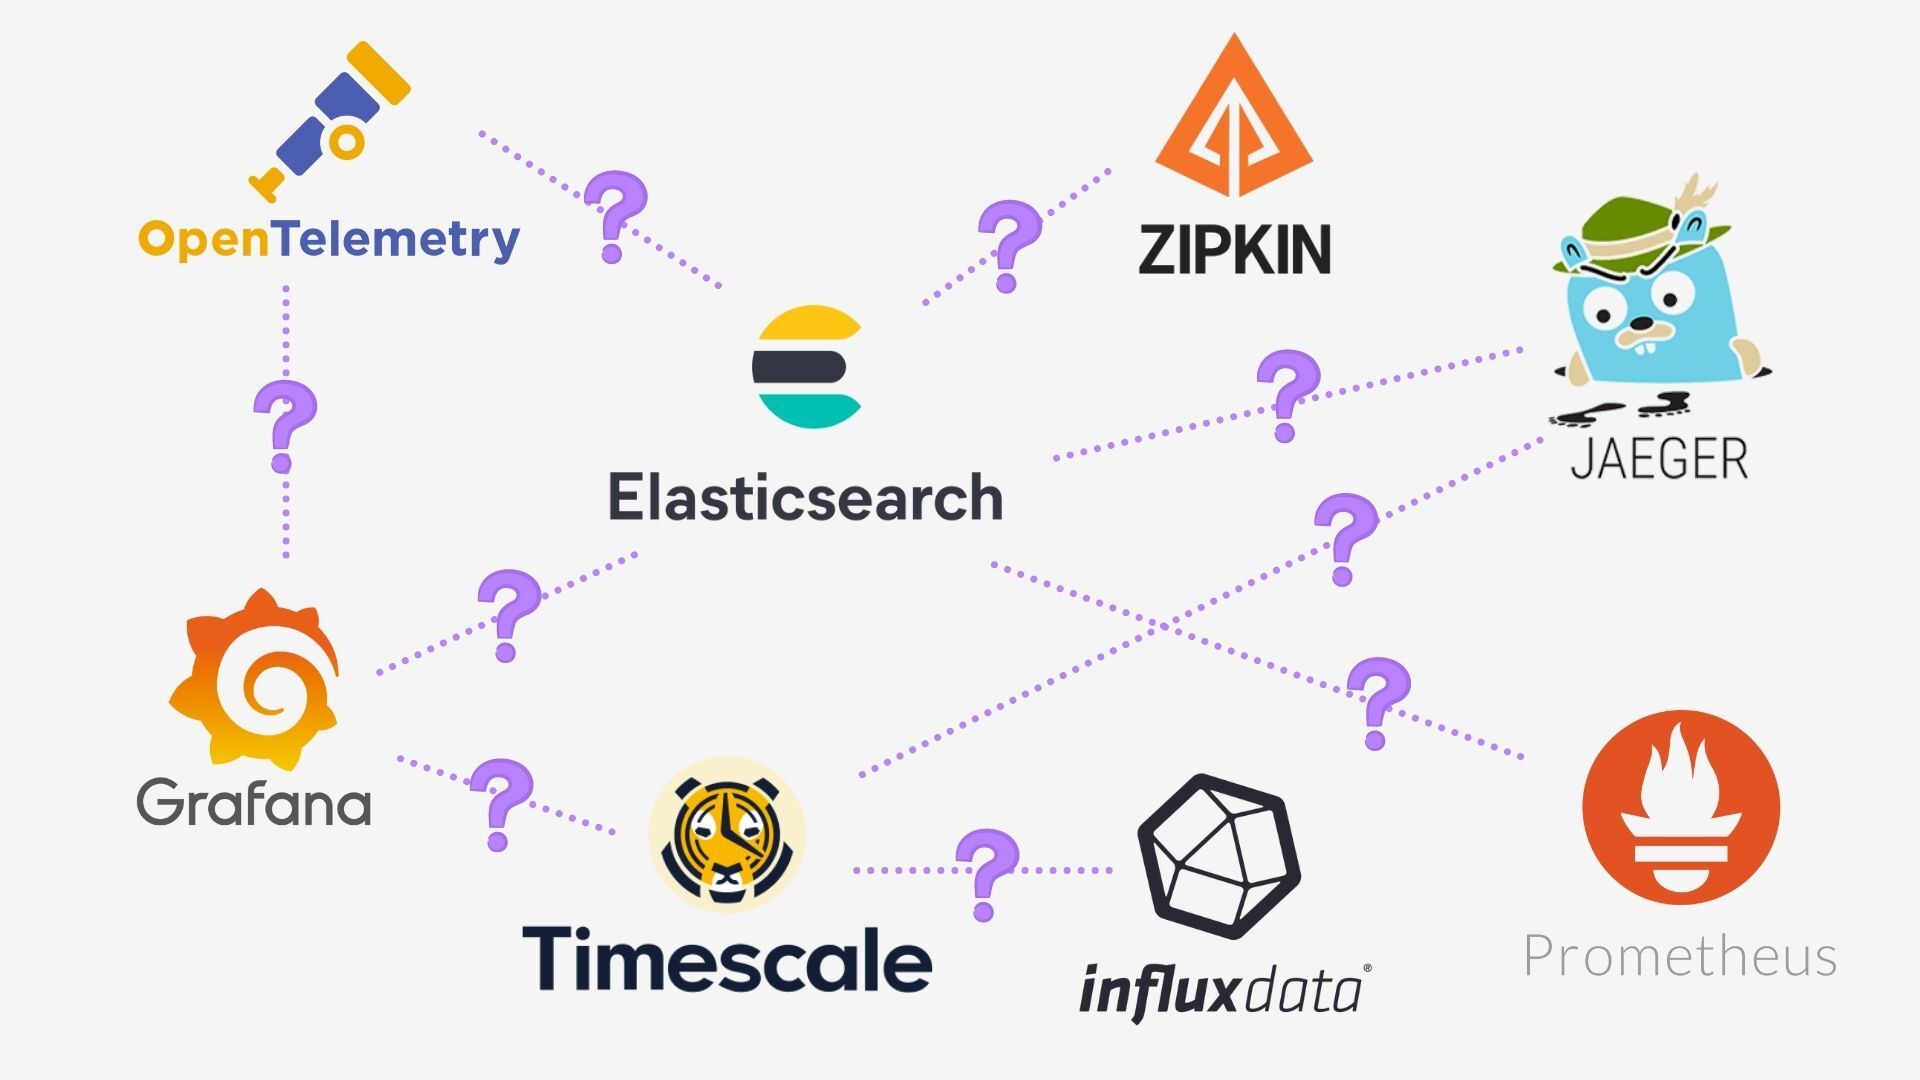 OpenTelemetry
?
?
ZIPKIN
?
Elasticsearch
?
JAEGER
?
?
?
Grafana
?
Timescale
?
influxdata®
Prometheus